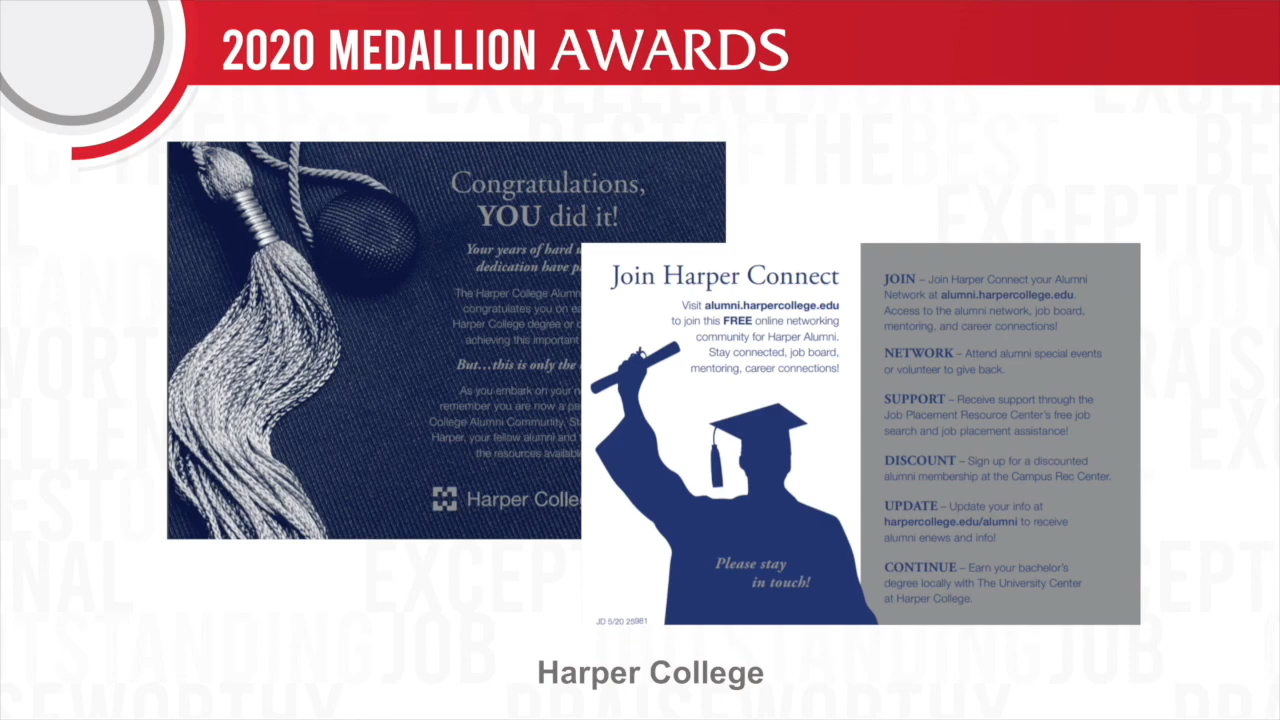 2020 MEDALLION AWARDS
Congratulations,
YOU did it!
Your years of hard
dedication have
The Harper College
congratulates you on
Harper College degree or
achieving this important
But...this is only the
As you embark on your
remember you are now a
College Alumni Community.
Harper, your fellow alumni and
the resources
Harper
Join Harper Connect
Visit alumni.harpercollege.edu
to join this FREE online networking
community for Harper Alumni.
Stay connected, job board,
mentoring, career connections!
Please stay
in touch!
JD 5/20 25981
JOIN – Join Harper Connect your Alumni
Network at alumni.harpercollege.edu.
Access to the alumni network, job board,
mentoring, and career connections!
NETWORK – Attend alumni special events
or volunteer to give back.
SUPPORT – Receive support through the
Job Placement Resource Center's free job
search and job placement assistance!
DISCOUNT – Sign up for a discounted
alumni membership at the Campus Rec Center.
UPDATE – Update your info at
harpercollege.edu/alumni to receive
alumni enews and info!
CONTINUE – Earn your bachelor's
degree locally with The University Center
at Harper College.
Harper College